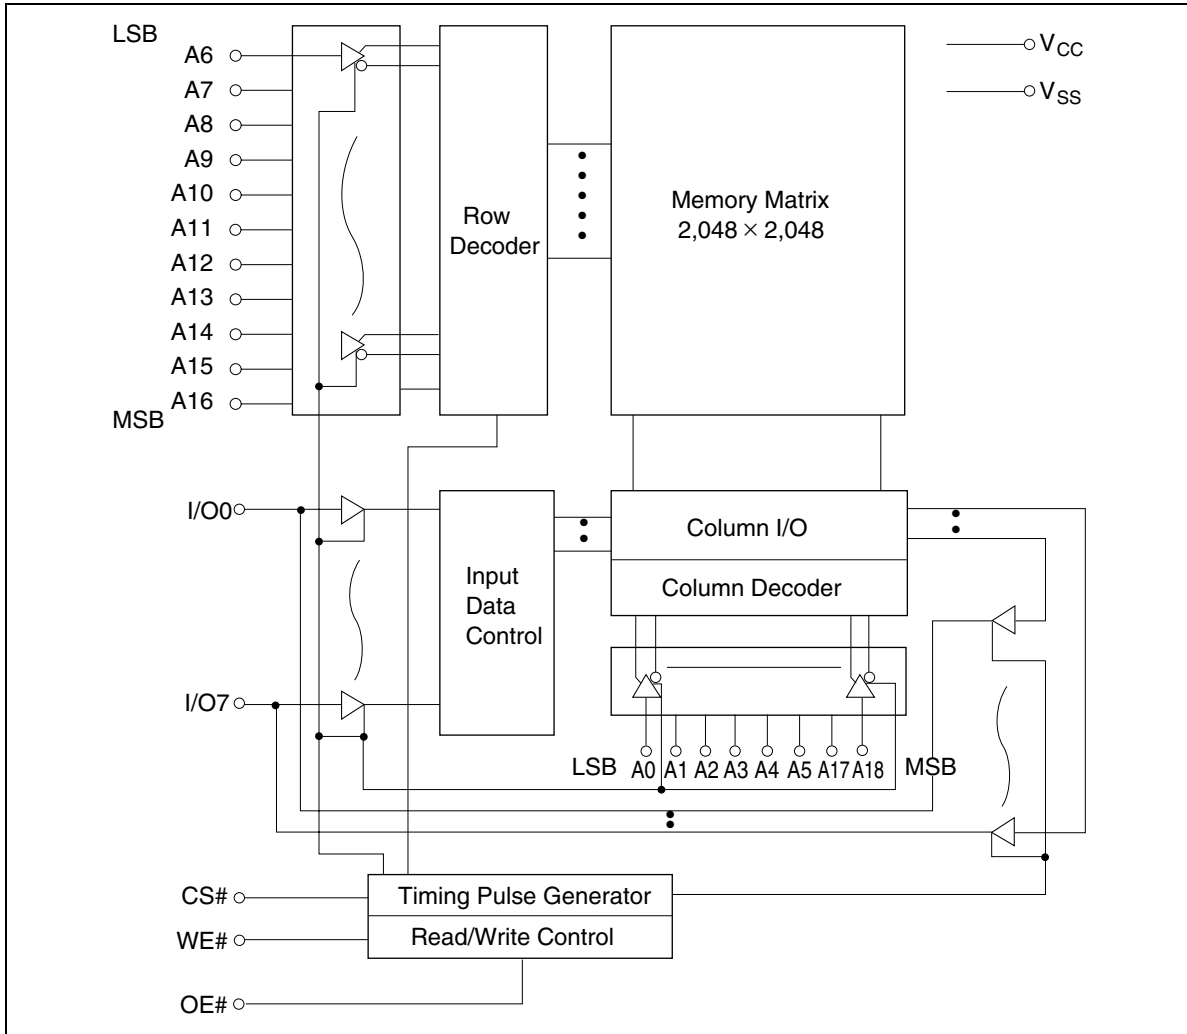 LSB
A6
A7
A8
A9
A10
A11
A12
A13
A14
A15
A16
MSB
Row
Decoder
Memory Matrix
2,048 × 2,048
VCC
VSS
I/O0
I/O7
Input
Data
Control
Column I/O
Column Decoder
LSB A0 A1 A2 A3 A4 A5 A17 A18 MSB
CS#
WE#
OE#
Timing Pulse Generator
Read/Write Control